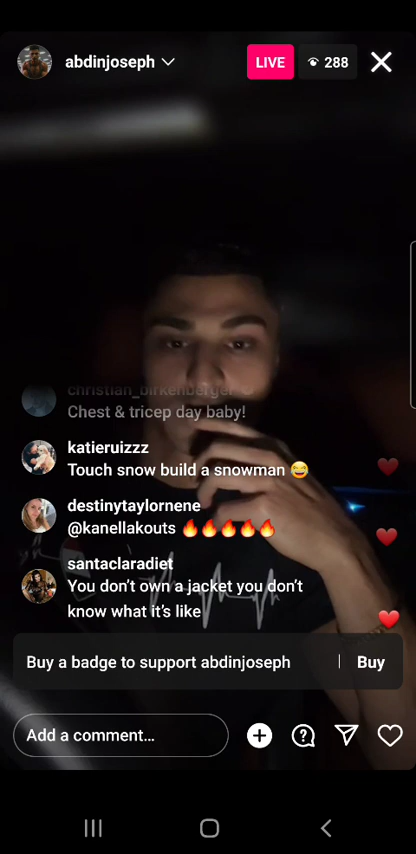 abdinjoseph
LIVE
288
christian_birkenberger
Chest & tricep day baby!
katieruizzz
Touch snow build a snowman 😂
destinytaylornene
@kanellakouts 🔥🔥🔥🔥🔥
santaclaradiet
You don't own a jacket you don't
know what it's like
Buy a badge to support abdinjoseph | Buy
Add a comment...